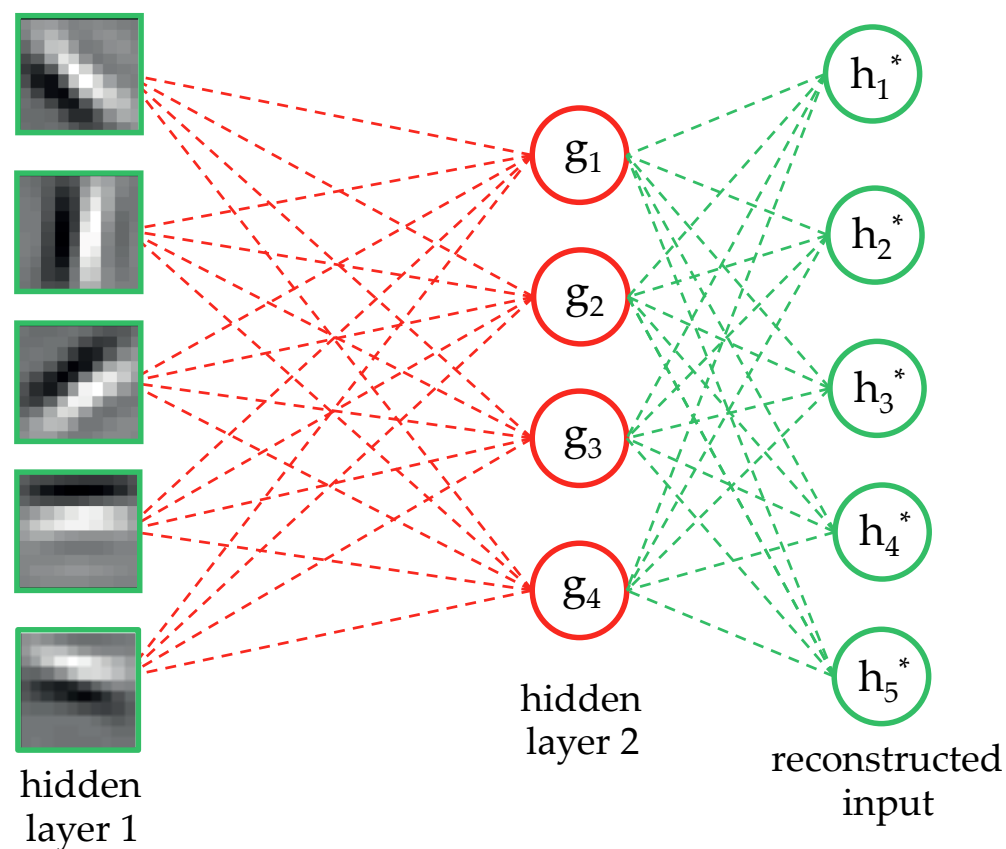 g₁
g₂
g₃
g₄
h₁*
h₂*
h₃*
h₄*
h₅*
hidden
layer 1
hidden
layer 2
reconstructed
input